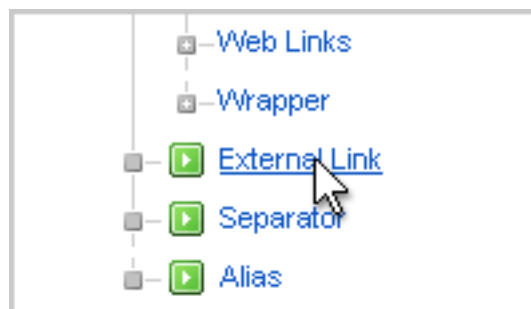 Web Links
Wrapper
External Link
Separator
Alias